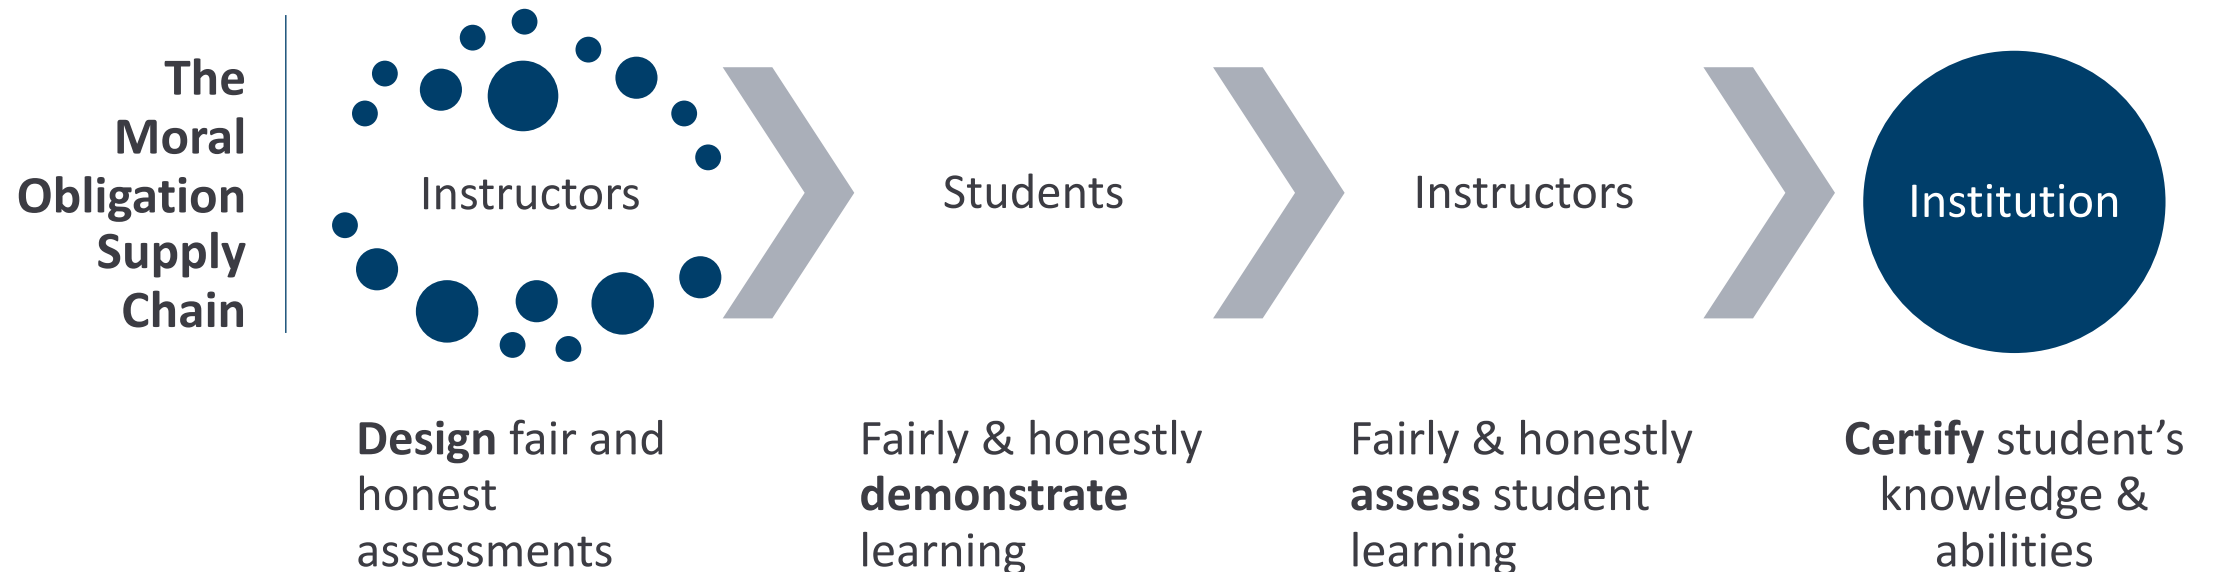 The
Moral
Obligation
Supply
Chain
Instructors
Students
Instructors
Institution
Design fair and
honest
assessments
Fairly & honestly
demonstrate
learning
Fairly & honestly
assess student
learning
Certify student’s
knowledge &
abilities